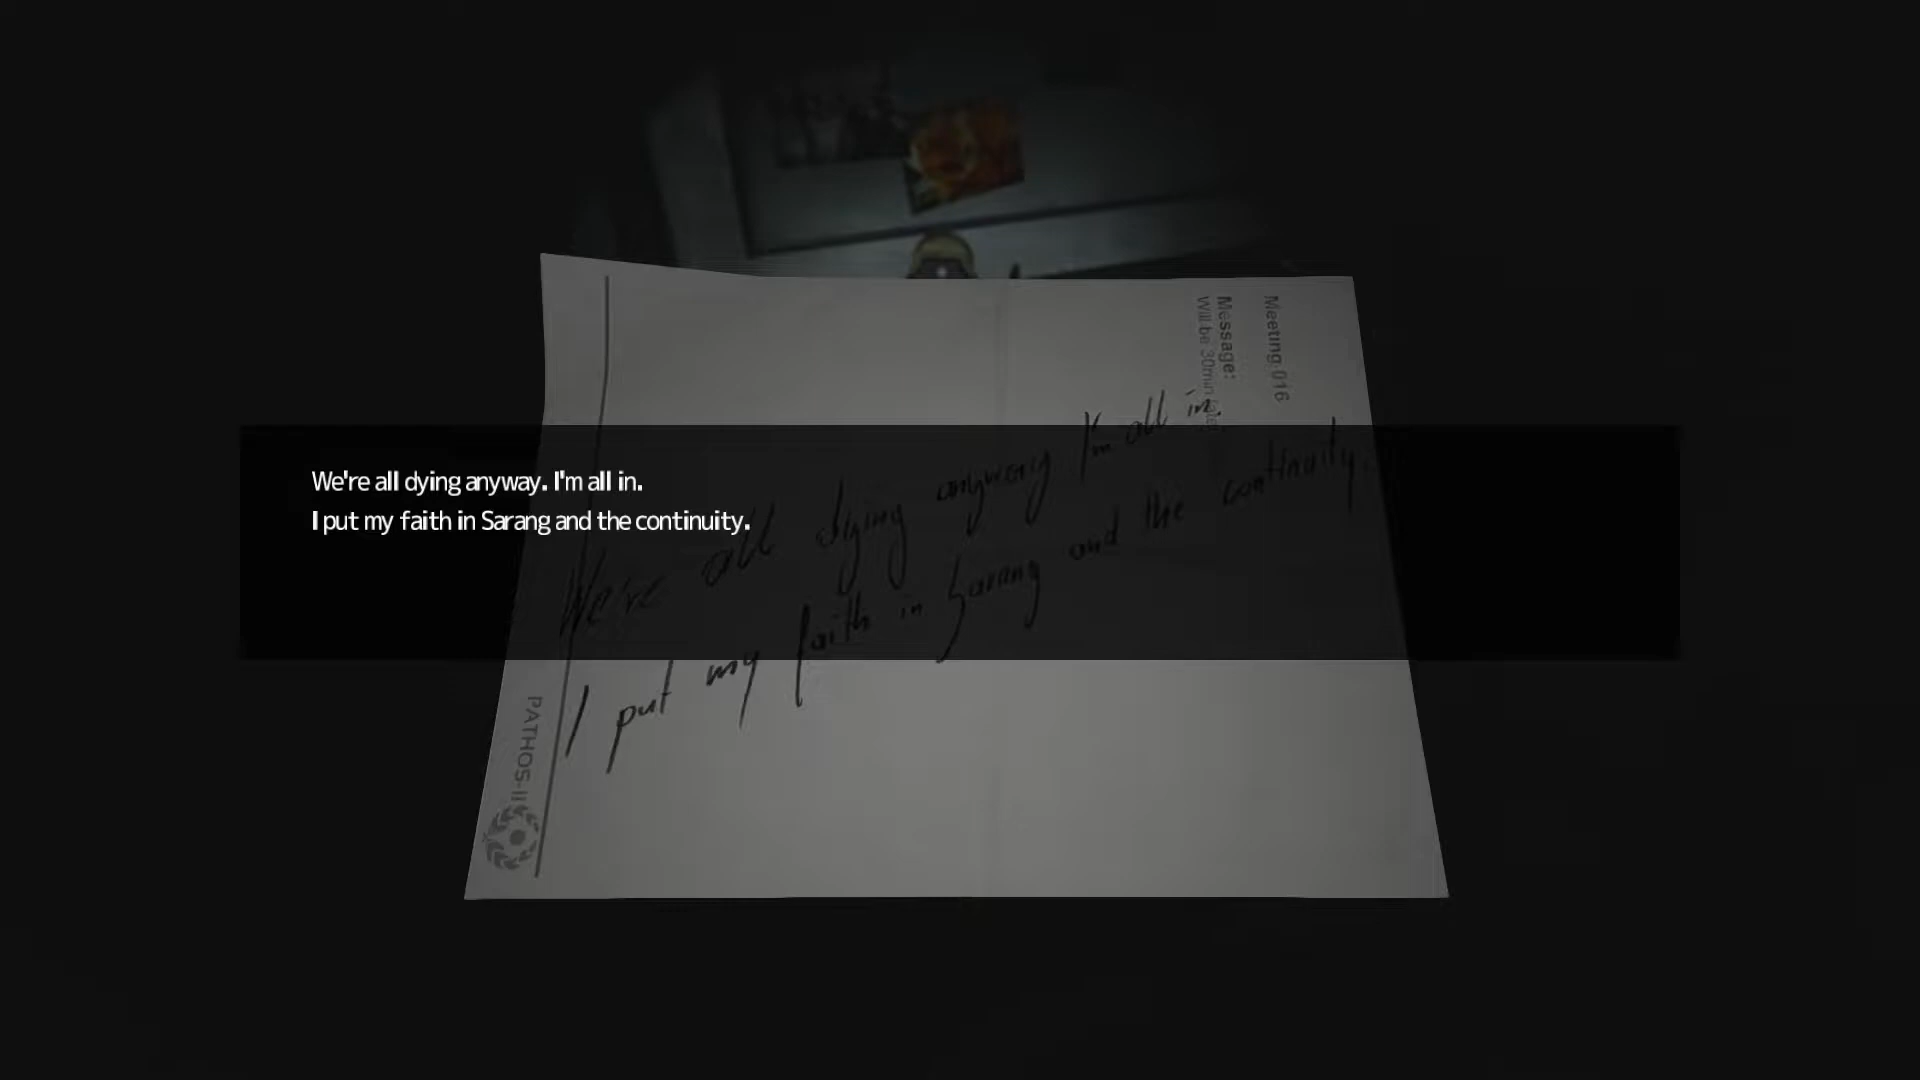 We're all dying anyway. I'm all in.
I put my faith in Sarang and the continuity.
Meeting 016
Message:
Will be 30min late
We're all dying anyway I'm all in.
I put my faith in Sarang and the continuity.
PATHOS-II